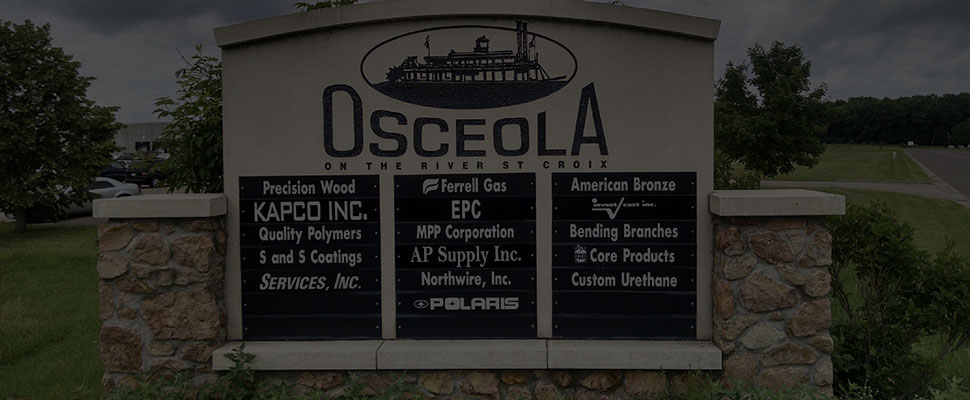 OSCEOLA
ON THE RIVER ST CROIX
Precision Wood
KAPCO INC.
Quality Polymers
S and S Coatings
SERVICES, INC.
Ferrell Gas
EPC
MPP Corporation
AP Supply Inc.
Northwire, Inc.
POLARIS
American Bronze
invest cast inc.
Bending Branches
Core Products
Custom Urethane